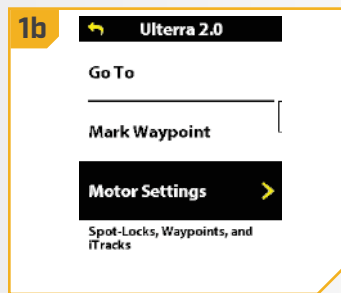 1b
Ulterra 2.0
Go To
Mark Waypoint
Motor Settings
Spot-Locks, Waypoints, and
iTracks